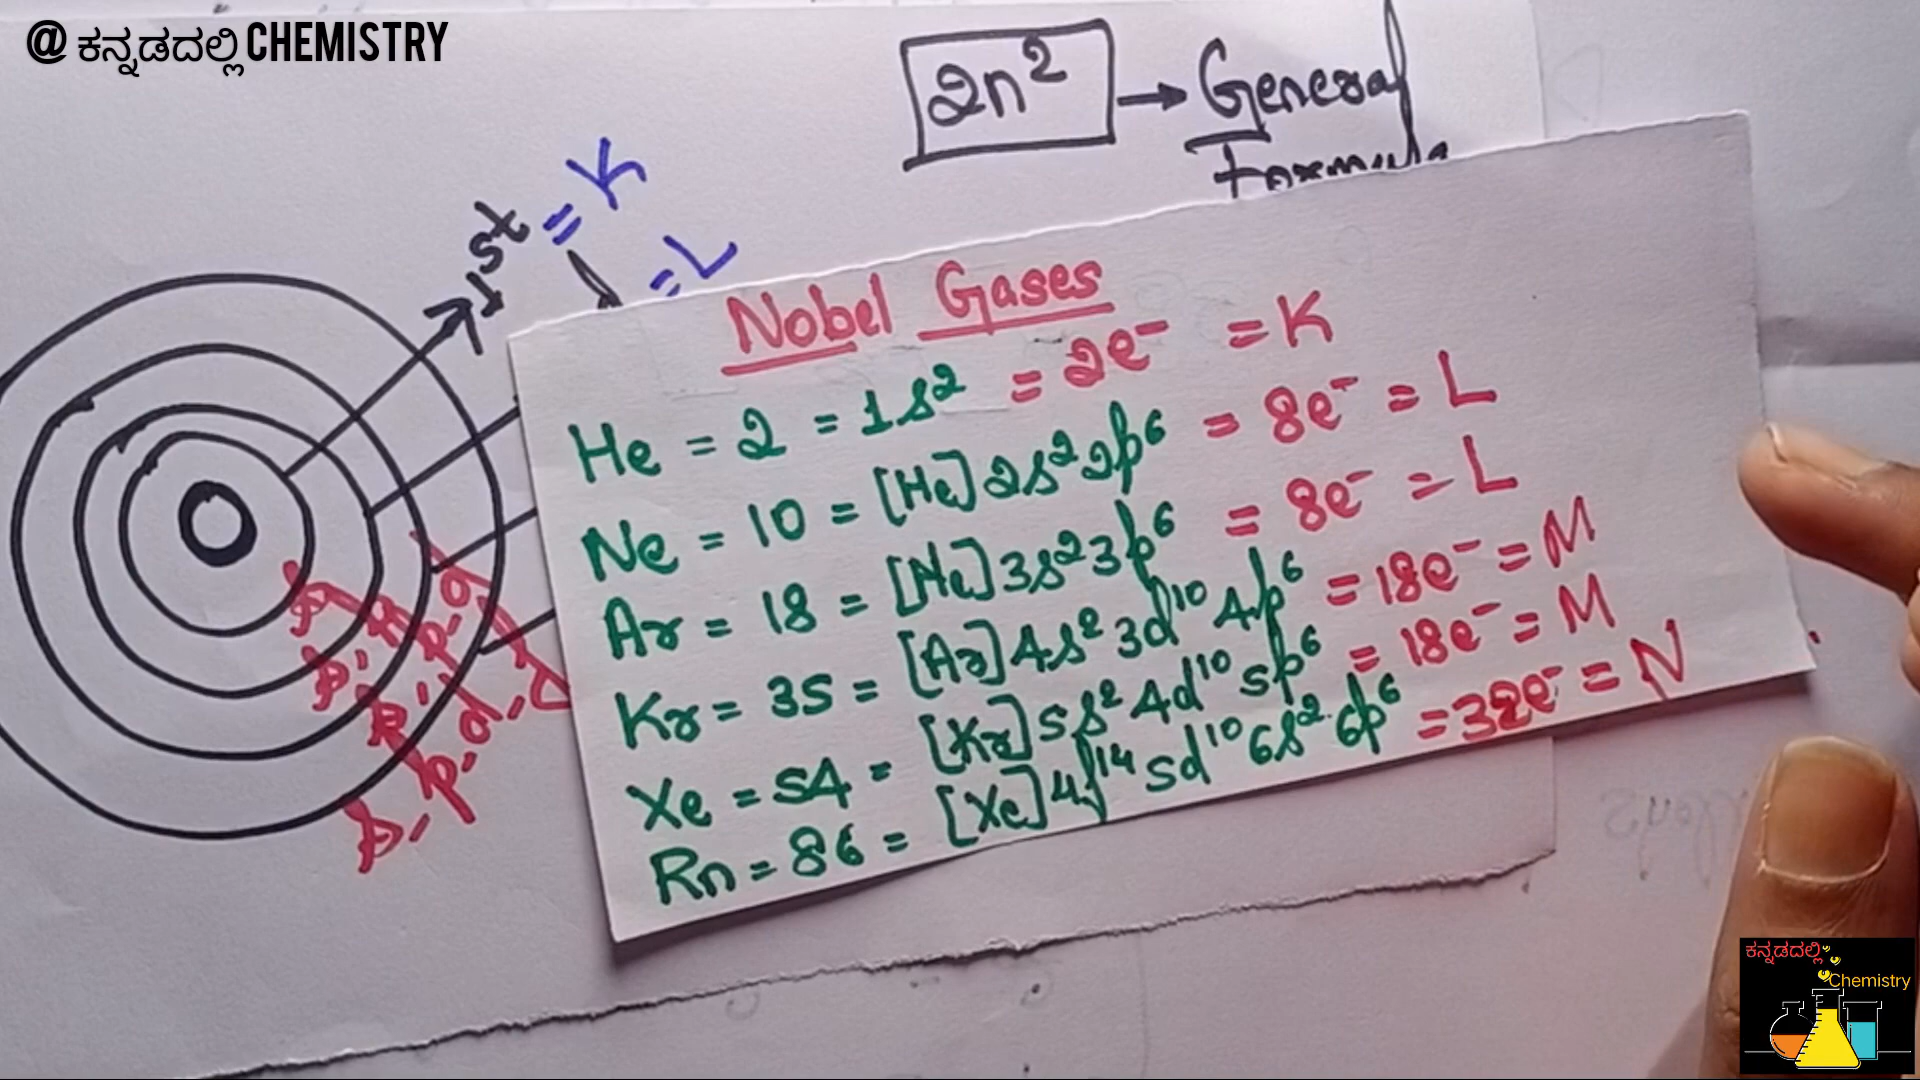 @ ಕನ್ನಡದಲ್ಲಿ CHEMISTRY
2n² → General
Formula
1st = K
= L
Nobel Gases
He = 2 = 1s² = 2e⁻ = K
Ne = 10 = [He] 2s² 2p⁶ = 8e⁻ = L
Ar = 18 = [Ne] 3s² 3p⁶ = 8e⁻ = L
Kr = 35 = [Ar] 4s² 3d¹⁰ 4p⁶ = 18e⁻ = M
Xe = 54 = [Kr] 5s² 4d¹⁰ 5p⁶ = 18e⁻ = M
Rn = 86 = [Xe] 4f¹⁴ 5d¹⁰ 6s² 6p⁶ = 32e⁻ = N
ಕನ್ನಡದಲ್ಲಿ
Chemistry